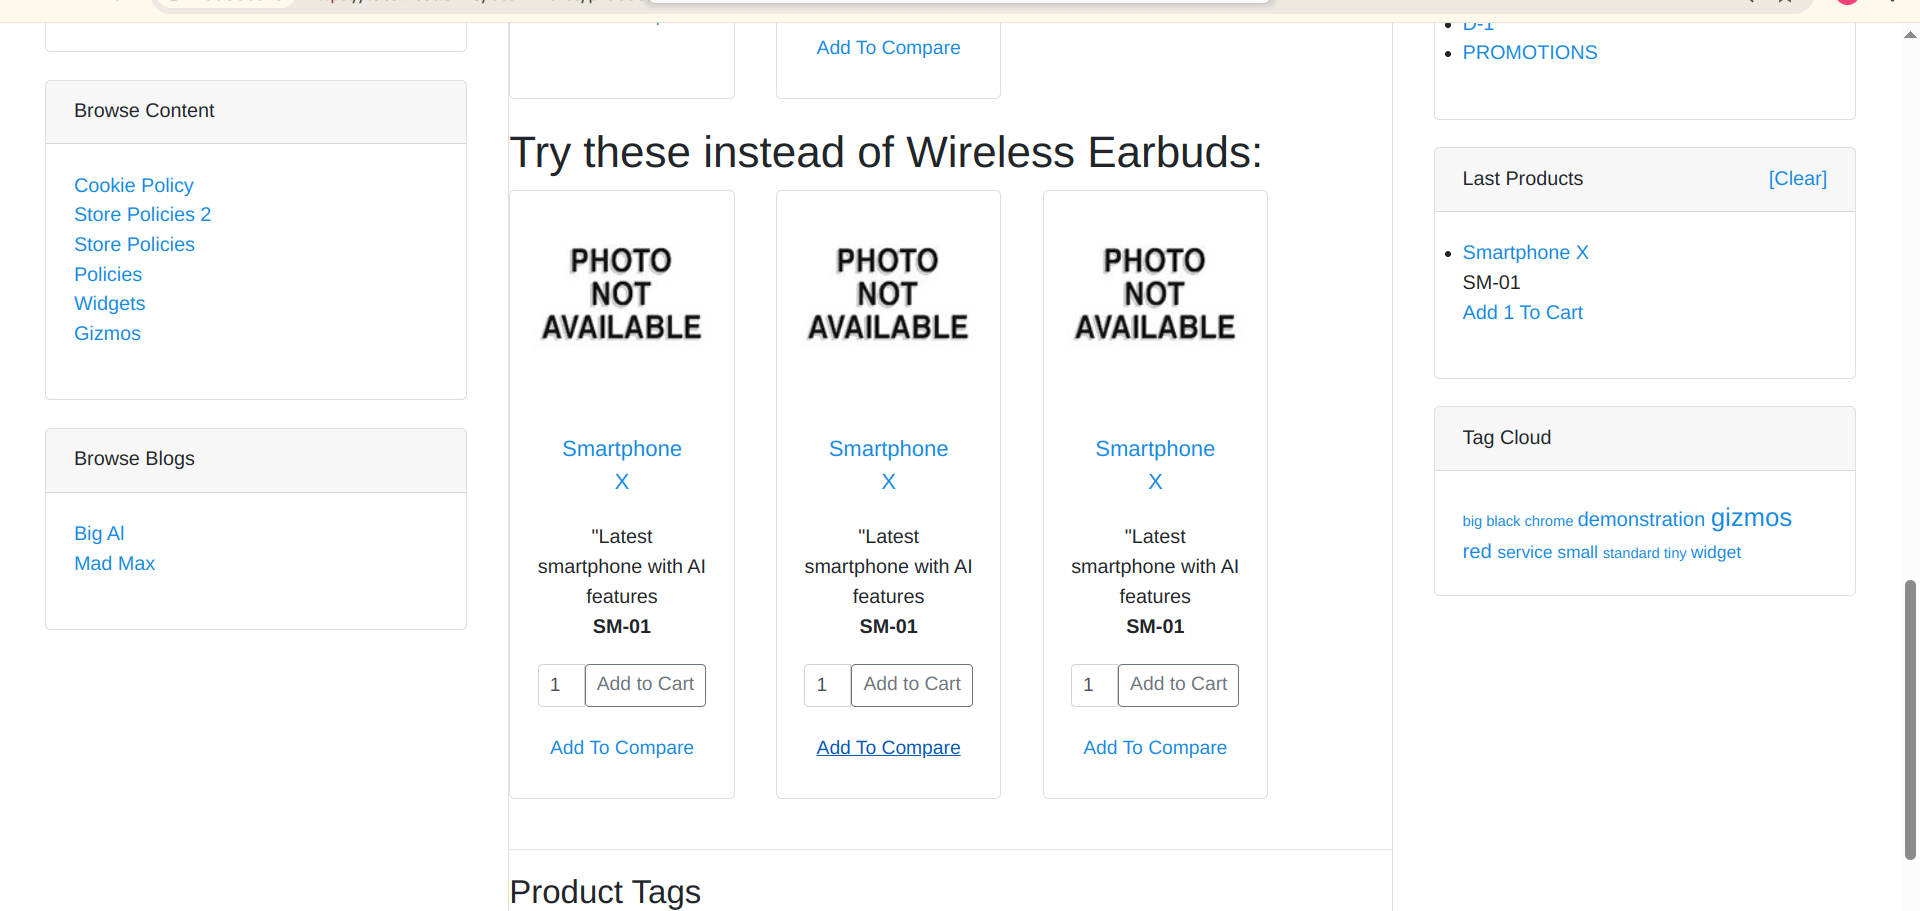 Browse Content
Cookie Policy
Store Policies 2
Store Policies
Policies
Widgets
Gizmos
Browse Blogs
Big Al
Mad Max
Add To Compare
Try these instead of Wireless Earbuds:
PHOTO
NOT
AVAILABLE
Smartphone
X
"Latest
smartphone with AI
features
SM-01
1 Add to Cart
Add To Compare
PHOTO
NOT
AVAILABLE
Smartphone
X
"Latest
smartphone with AI
features
SM-01
1 Add to Cart
Add To Compare
PHOTO
NOT
AVAILABLE
Smartphone
X
"Latest
smartphone with AI
features
SM-01
1 Add to Cart
Add To Compare
Product Tags
D-1
PROMOTIONS
Last Products [Clear]
Smartphone X
SM-01
Add 1 To Cart
Tag Cloud
big black chrome demonstration gizmos
red service small standard tiny widget